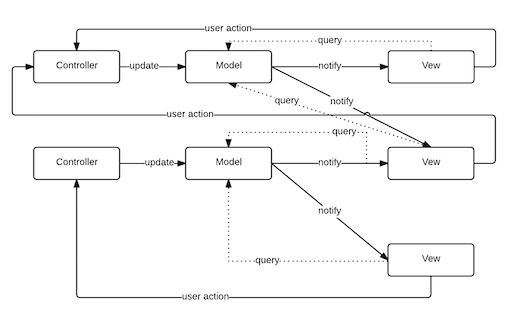 user action
query
Controller
update
Model
notify
Vew
query
notify
user action
query
Controller
update
Model
notify
Vew
notify
query
Vew
user action